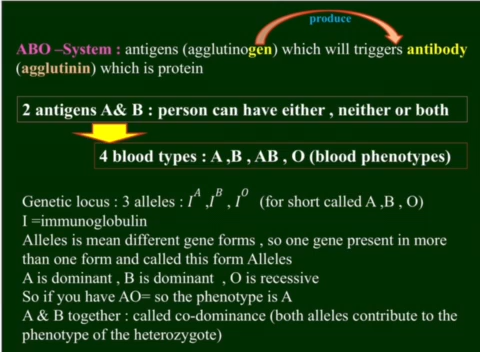 produce
ABO –System : antigens (agglutinogen) which will triggers antibody
(agglutinin) which is protein
2 antigens A& B : person can have either , neither or both
4 blood types : A ,B , AB , O (blood phenotypes)
Genetic locus : 3 alleles : I^A ,I^B , I^O (for short called A ,B , O)
I =immunoglobulin
Alleles is mean different gene forms , so one gene present in more
than one form and called this form Alleles
A is dominant , B is dominant , O is recessive
So if you have AO= so the phenotype is A
A & B together : called co-dominance (both alleles contribute to the
phenotype of the heterozygote)